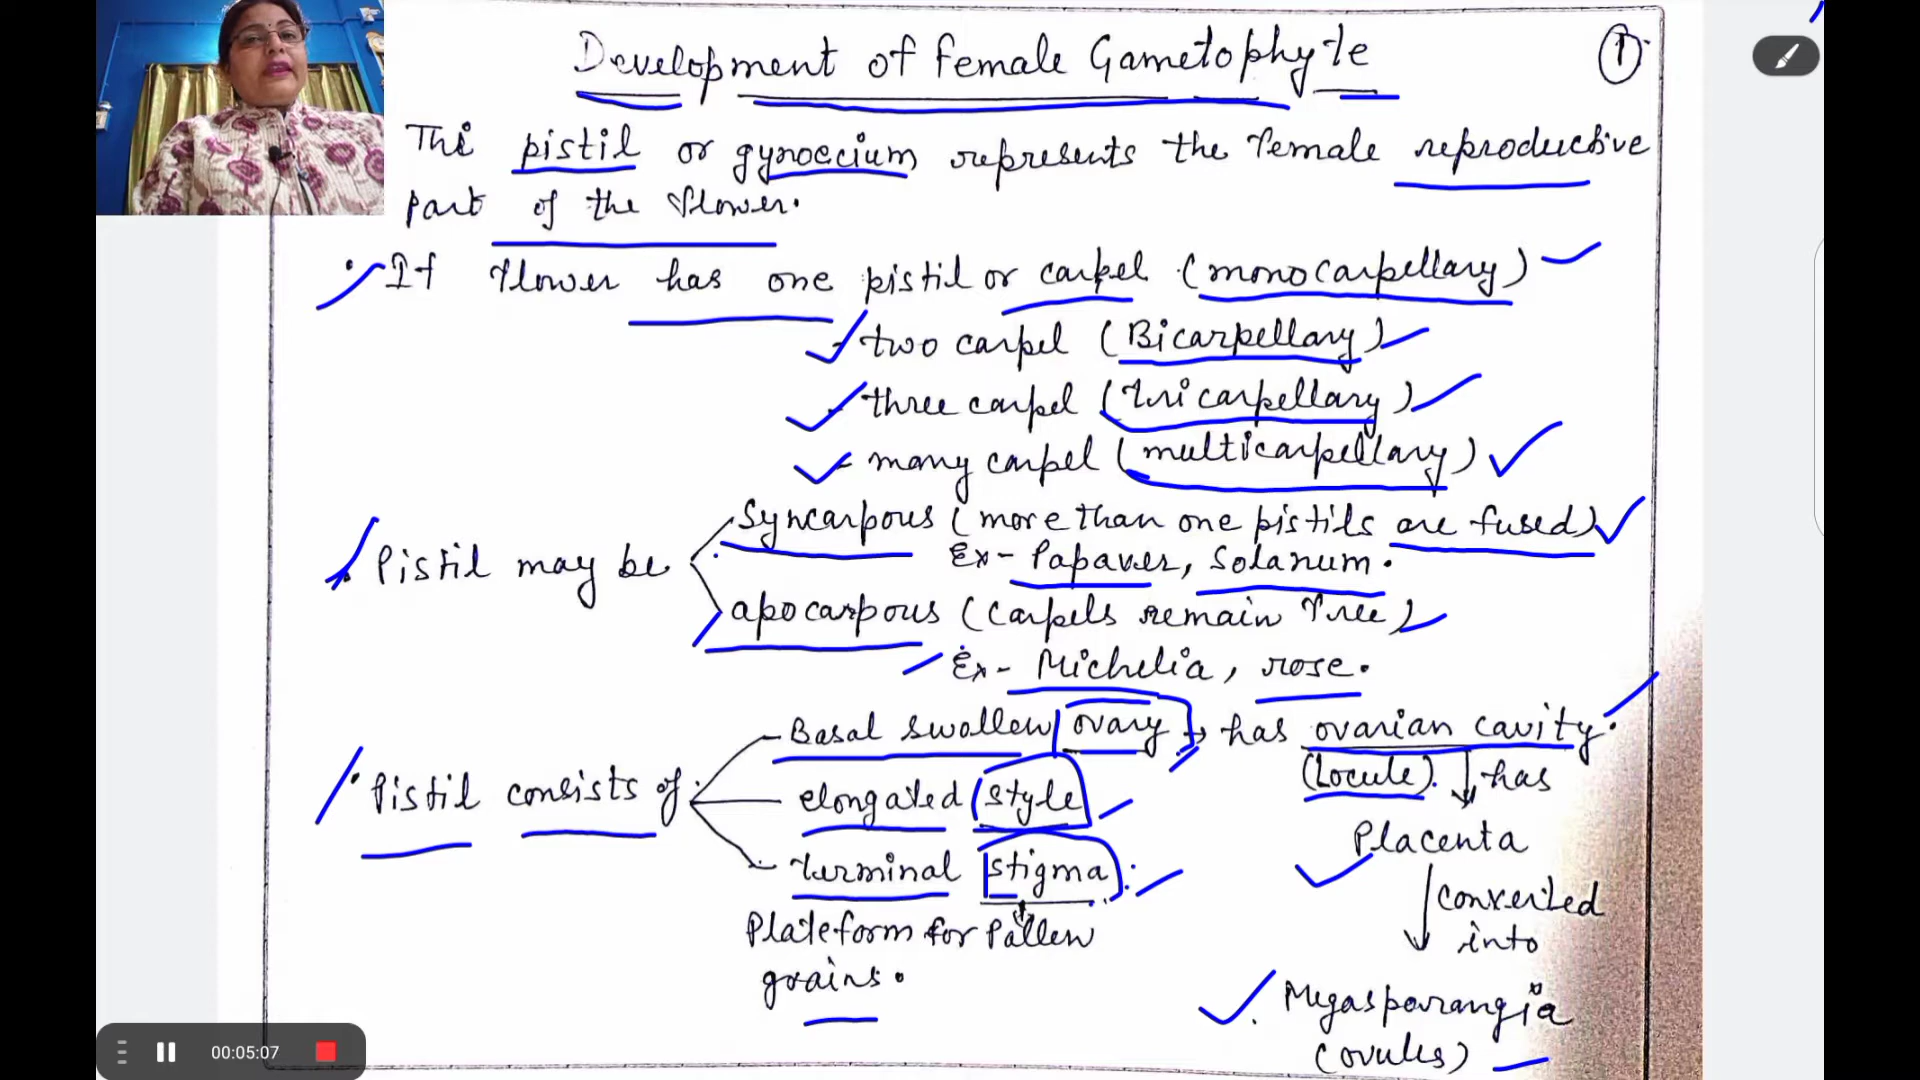 Development of Female Gametophyte
1
The pistil or gynoecium represents the Female reproductive
part of the Flower.
· If Flower has one pistil or carpel (monocarpellary)
- two carpel (Bicarpellary)
- three carpel (Tricarpellary)
- many carpel (multicarpellary)
· Pistil may be
Syncarpous (more than one pistils are fused)
Ex- Papaver, Solanum.
apocarpous (Carpels remain Free)
Ex- Michelia, rose.
· Pistil consists of
- Basal swollen ovary → has ovarian cavity.
(Locule). ↓ has
elongated style
Placenta
- Terminal stigma.
↓ converted
into
Plateform for Pollen
grains.
Megasporangia
(ovules)
00:05:07